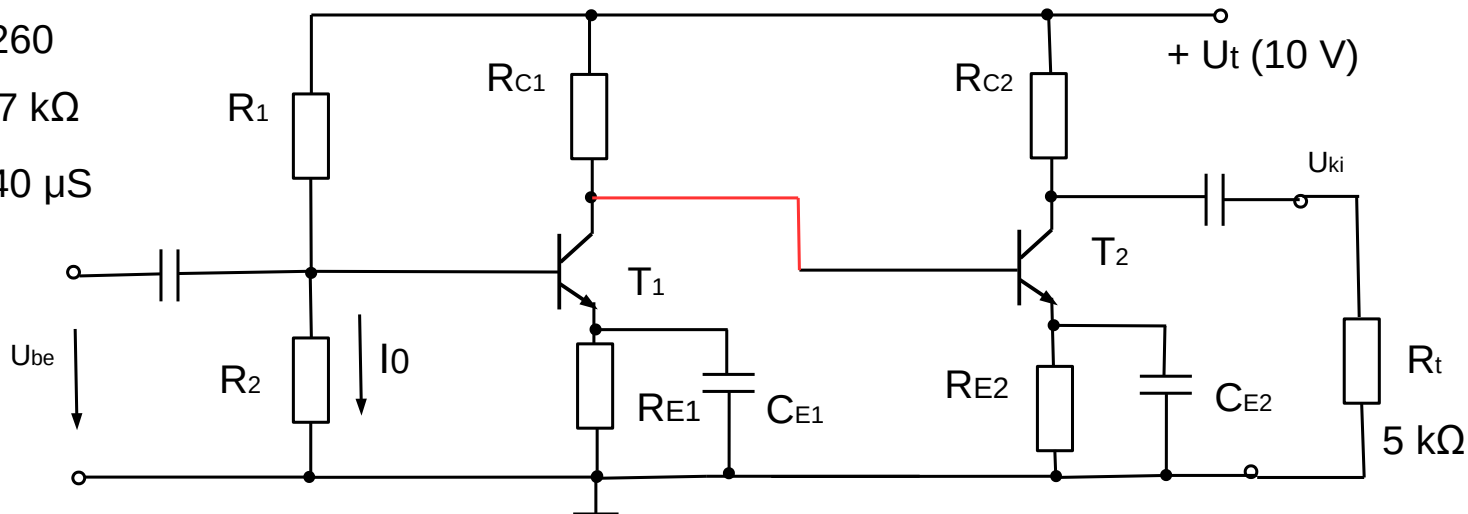 260
7 kΩ
40 µS
R1
RC1
RC2
+ Ut (10 V)
Uki
T1
T2
Ube
R2
I0
RE1
CE1
RE2
CE2
Rt
5 kΩ